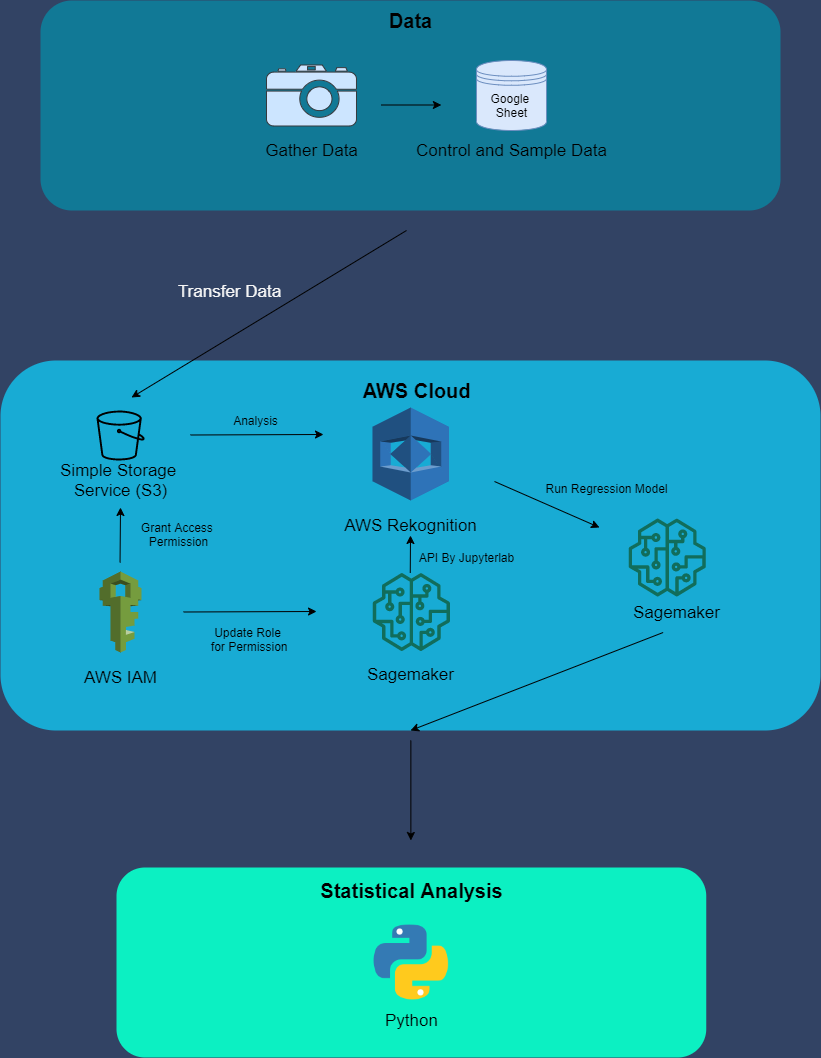 Data
Google
Sheet
Gather Data
Control and Sample Data
Transfer Data
AWS Cloud
Analysis
Simple Storage
Service (S3)
AWS Rekognition
Run Regression Model
Grant Access
Permission
API By Jupyterlab
Sagemaker
Update Role
for Permission
AWS IAM
Sagemaker
Statistical Analysis
Python